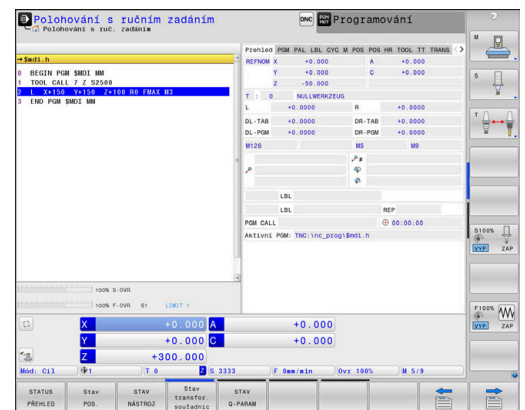 Polohování s ručním zadáním
Polohování s ruč. zadáním
DNC
Programování
→$mdi.h
0 BEGIN PGM $MDI MM
1 TOOL CALL 7 Z S2500
2 L X+150 Y+150 Z+100 R0 FMAX M3
3 END PGM $MDI MM
100% S-OVR
100% F-OVR S1 LIMIT 1
Přehled PGM PAL LBL CYC M POS POS HR TOOL TT TRANS
REFNOM X +0.000 A +0.000
Y +0.000 C +0.000
Z -50.000
T : 0 NULLWERKZEUG
L +0.0000 R +0.0000
DL-TAB +0.0000 DR-TAB +0.0000
DL-PGM +0.0000 DR-PGM +0.0000
M126 M5 M9
LBL
LBL REP
PGM CALL 00:00:00
Aktivní PGM: TNC:\nc_prog\$mdi.h
X +0.000 A +0.000
Y +0.000 C +0.000
Z +300.000
Mód: Cíl 1 T 0 Z S 3333 F 0mm/min Ovr 100% M 5/9
STATUS PŘEHLED
Stav POS.
STAV NÁSTROJ
Stav transfor. souřadnic
STAV Q-PARAM
M
S
T
S100%
VYP ZAP
F100%
VYP ZAP